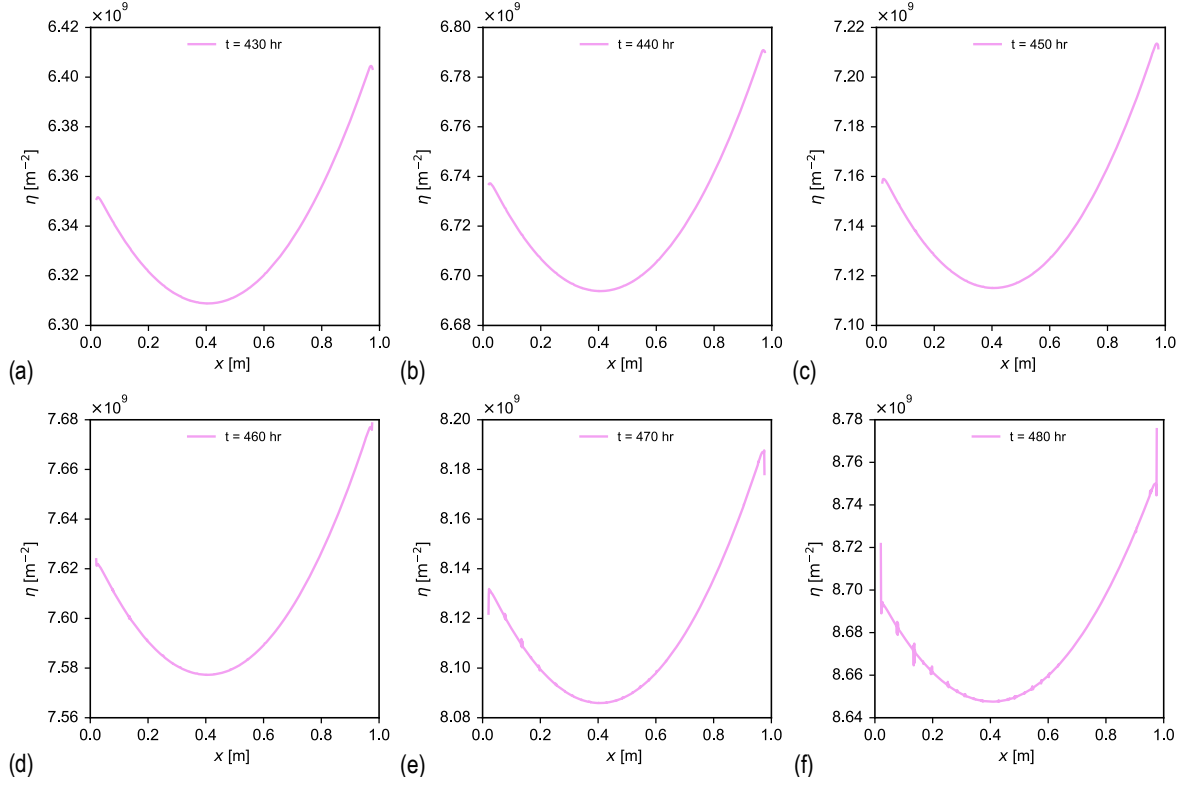 ×10⁹
6.42
6.40
6.38
6.36
6.35
6.33
6.31
6.30
η [m⁻²]
t = 430 hr
0.0 0.2 0.4 0.6 0.8 1.0
x [m]
(a)
×10⁹
6.80
6.78
6.76
6.74
6.72
6.70
6.68
η [m⁻²]
t = 440 hr
0.0 0.2 0.4 0.6 0.8 1.0
x [m]
(b)
×10⁹
7.22
7.20
7.18
7.16
7.14
7.12
7.10
η [m⁻²]
t = 450 hr
0.0 0.2 0.4 0.6 0.8 1.0
x [m]
(c)
×10⁹
7.68
7.66
7.64
7.62
7.60
7.58
7.56
η [m⁻²]
t = 460 hr
0.0 0.2 0.4 0.6 0.8 1.0
x [m]
(d)
×10⁹
8.20
8.18
8.16
8.14
8.12
8.10
8.08
η [m⁻²]
t = 470 hr
0.0 0.2 0.4 0.6 0.8 1.0
x [m]
(e)
×10⁹
8.78
8.76
8.74
8.72
8.70
8.68
8.66
8.64
η [m⁻²]
t = 480 hr
0.0 0.2 0.4 0.6 0.8 1.0
x [m]
(f)